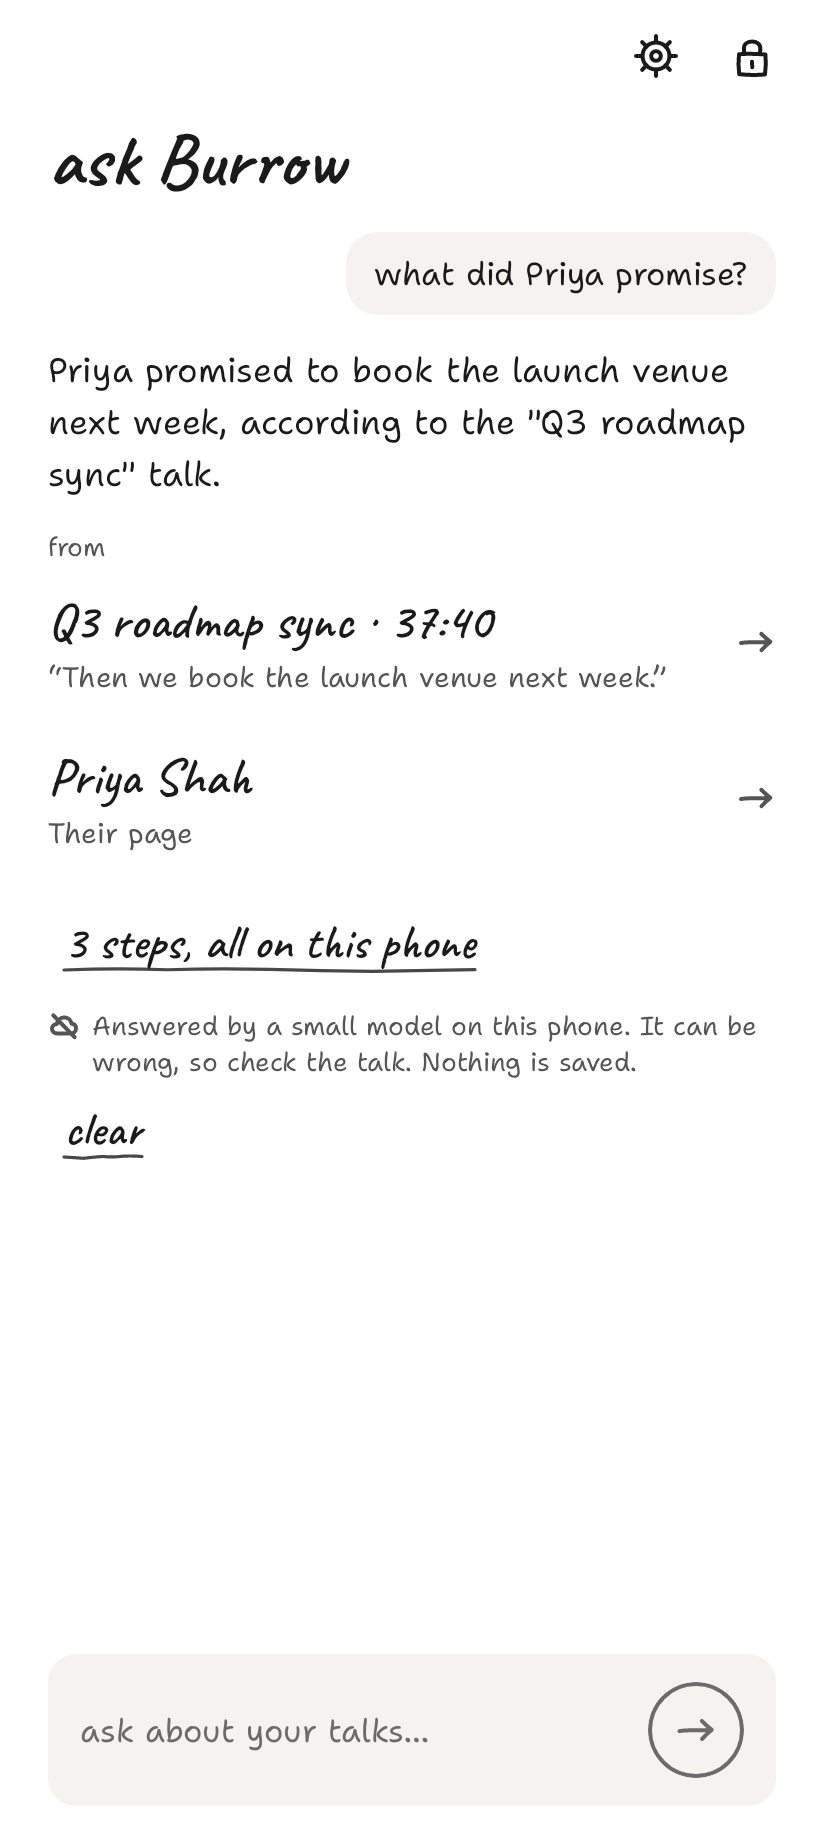 ask Burrow
what did Priya promise?
Priya promised to book the launch venue
next week, according to the "Q3 roadmap
sync" talk.
from
Q3 roadmap sync · 37:40
“Then we book the launch venue next week.”
Priya Shah
Their page
3 steps, all on this phone
Answered by a small model on this phone. It can be
wrong, so check the talk. Nothing is saved.
clear
ask about your talks...